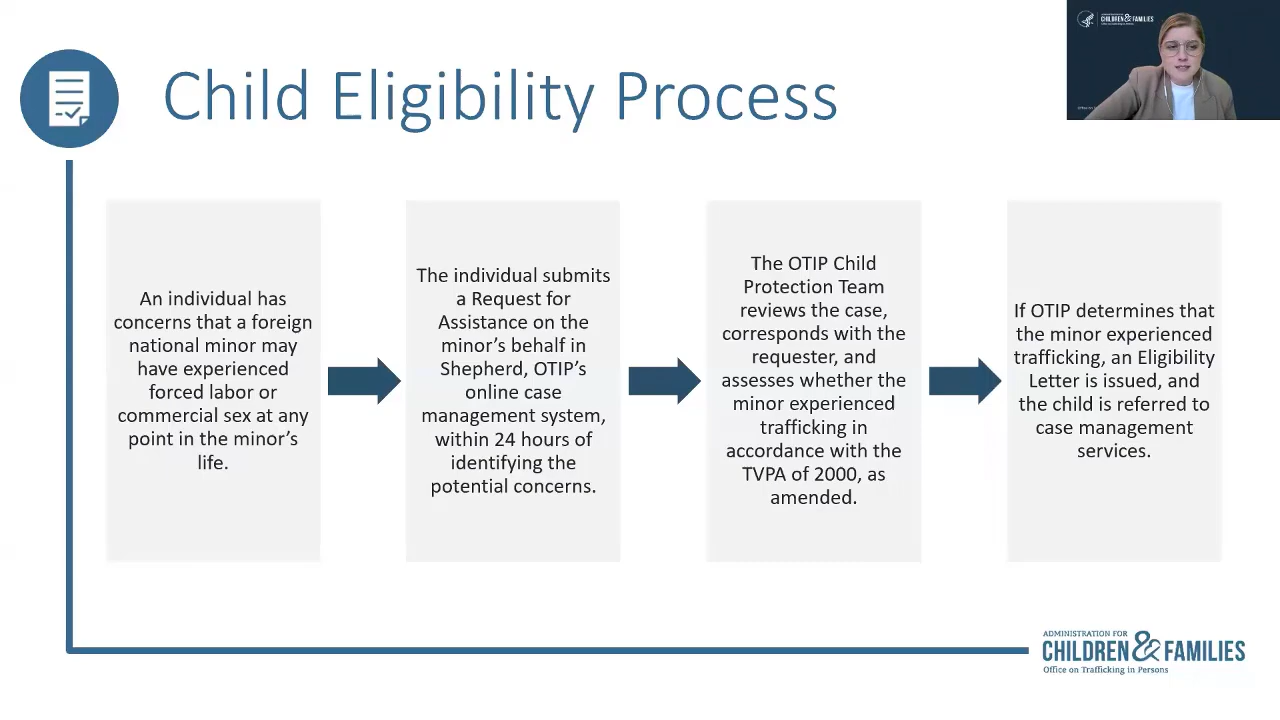 Child Eligibility Process
ADMINISTRATION FOR
CHILDREN & FAMILIES
An individual has
concerns that a foreign
national minor may
have experienced
forced labor or
commercial sex at any
point in the minor's
life.
The individual submits
a Request for
Assistance on the
minor's behalf in
Shepherd, OTIP's
online case
management system,
within 24 hours of
identifying the
potential concerns.
The OTIP Child
Protection Team
reviews the case,
corresponds with the
requester, and
assesses whether the
minor experienced
trafficking in
accordance with the
TVPA of 2000, as
amended.
If OTIP determines that
the minor experienced
trafficking, an Eligibility
Letter is issued, and
the child is referred to
case management
services.
ADMINISTRATION FOR
CHILDREN & FAMILIES
Office on Trafficking in Persons